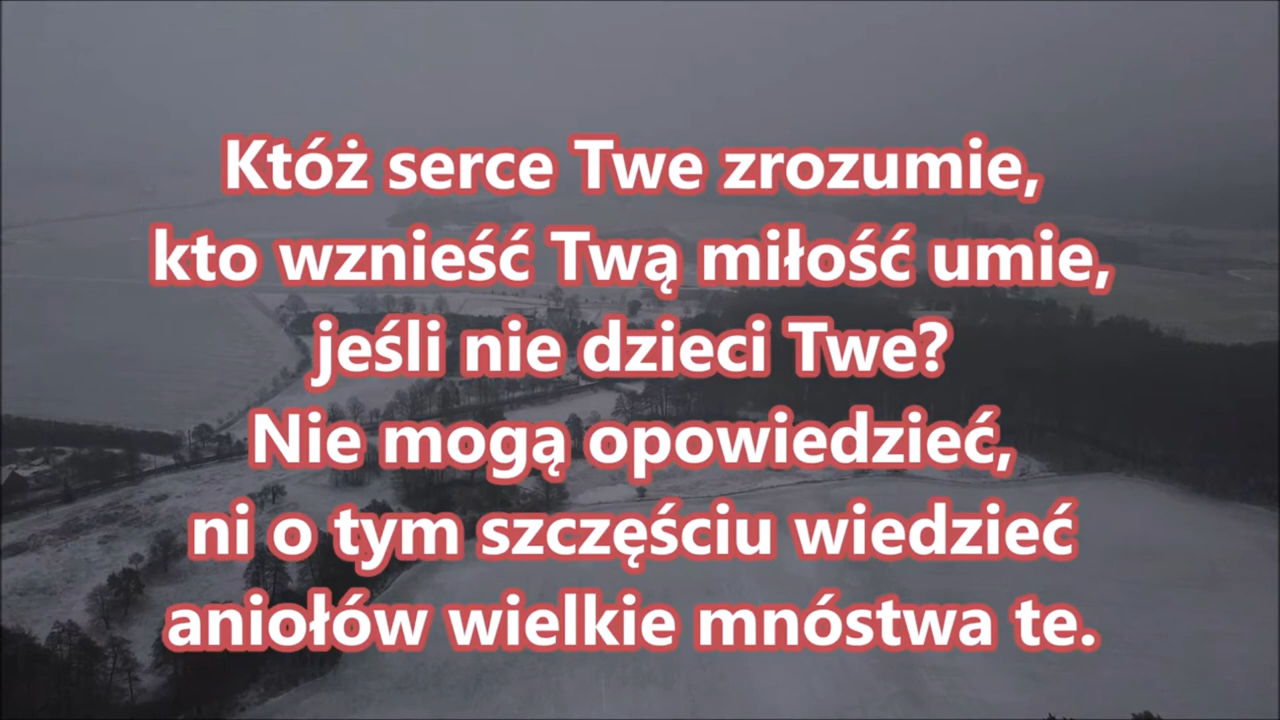 Któż serce Twe zrozumie,
kto wznieść Twą miłość umie,
jeśli nie dzieci Twe?
Nie mogą opowiedzieć,
ni o tym szczęściu wiedzieć
aniołów wielkie mnóstwa te.